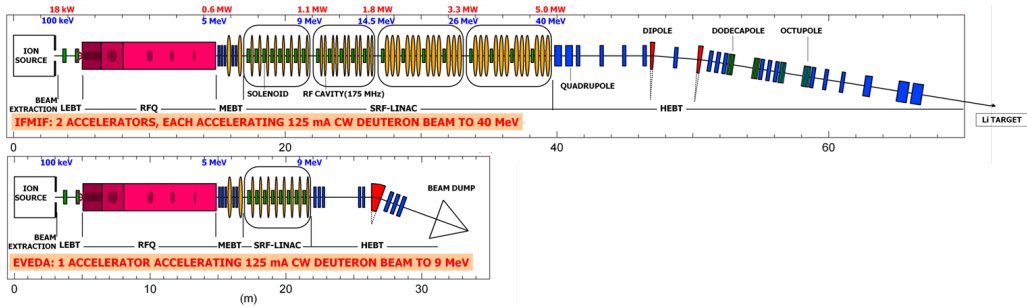 18 kW 0.6 MW 1.1 MW 1.8 MW 3.3 MW 5.0 MW
100 keV 5 MeV 9 MeV 14.5 MeV 26 MeV 40 MeV
ION
SOURCE
DIPOLE
DODECAPOLE
OCTUPOLE
SOLENOID
RF CAVITY(175 MHz)
QUADRUPOLE
BEAM
EXTRACTION
LEBT RFQ MEBT SRF-LINAC HEBT
Li TARGET
IFMIF: 2 ACCELERATORS, EACH ACCELERATING 125 mA CW DEUTERON BEAM TO 40 MeV
0 20 40 60
100 keV 5 MeV 9 MeV
ION
SOURCE
BEAM DUMP
BEAM
EXTRACTION
LEBT RFQ MEBT SRF-LINAC HEBT
EVEDA: 1 ACCELERATOR ACCELERATING 125 mA CW DEUTERON BEAM TO 9 MeV
0 10 20 30
(m)